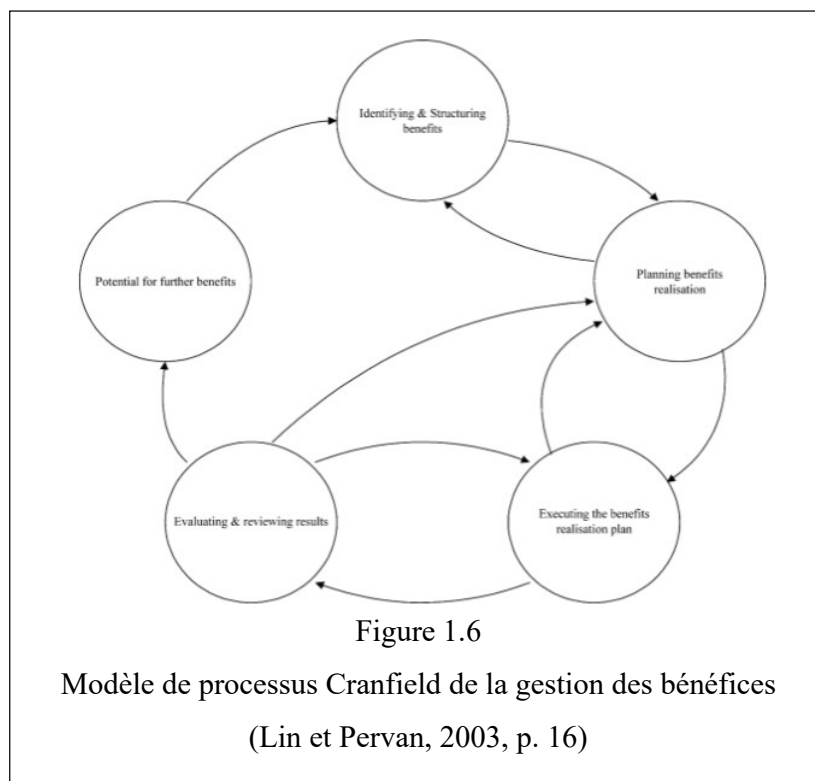 Identifying & Structuring
benefits
Potential for further benefits
Planning benefits
realisation
Evaluating & reviewing results
Executing the benefits
realisation plan
Figure 1.6
Modèle de processus Cranfield de la gestion des bénéfices
(Lin et Pervan, 2003, p. 16)